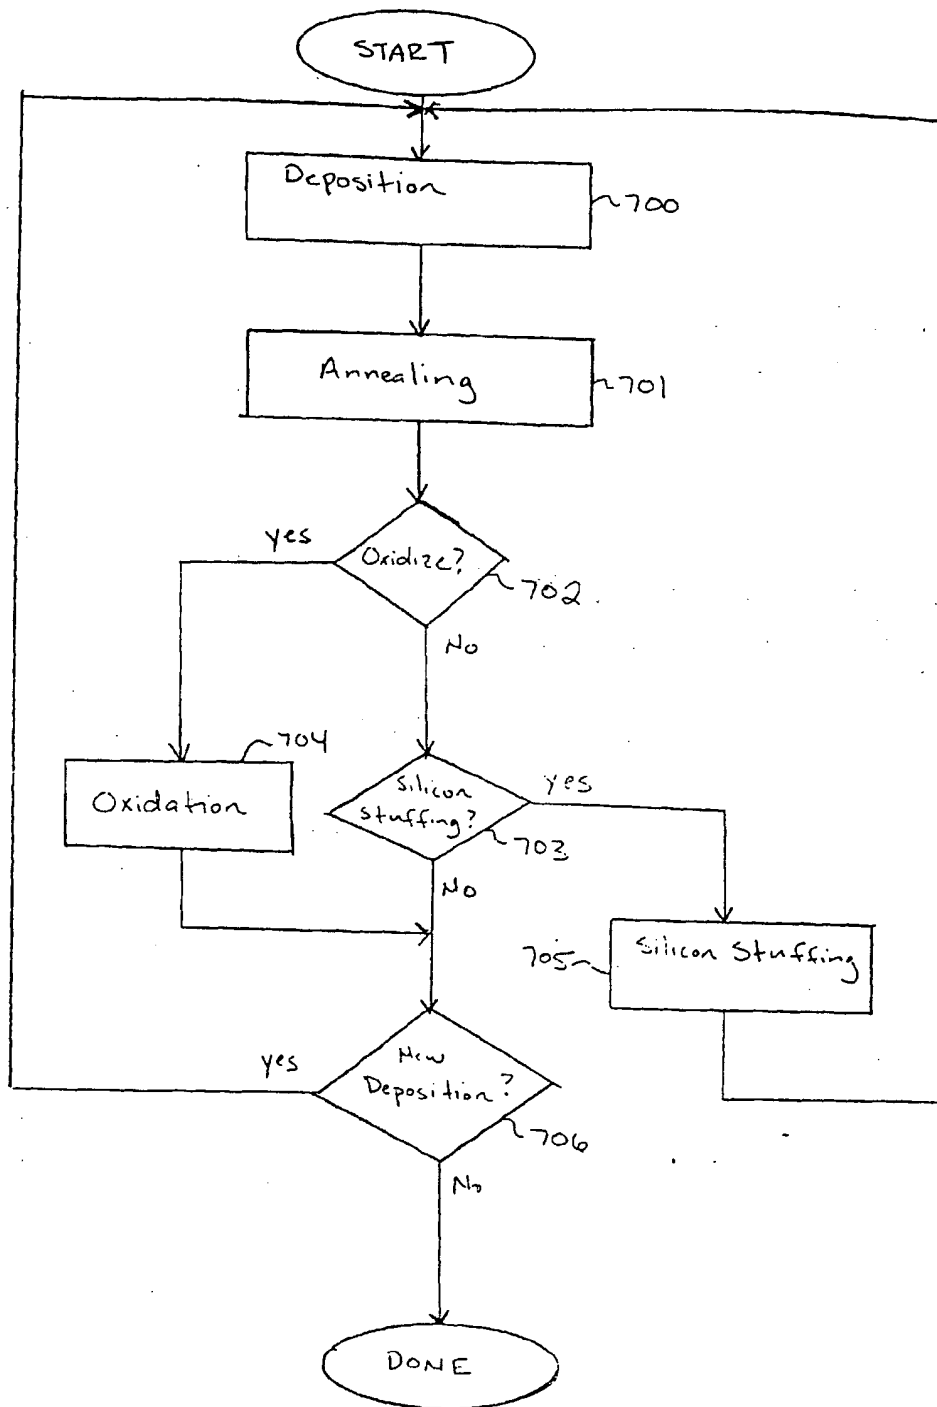 START
Deposition
700
Annealing
701
yes
Oxidize?
702
No
704
Oxidation
Silicon
Stuffing?
yes
703
No
705
Silicon Stuffing
yes
New
Deposition?
706
No
DONE